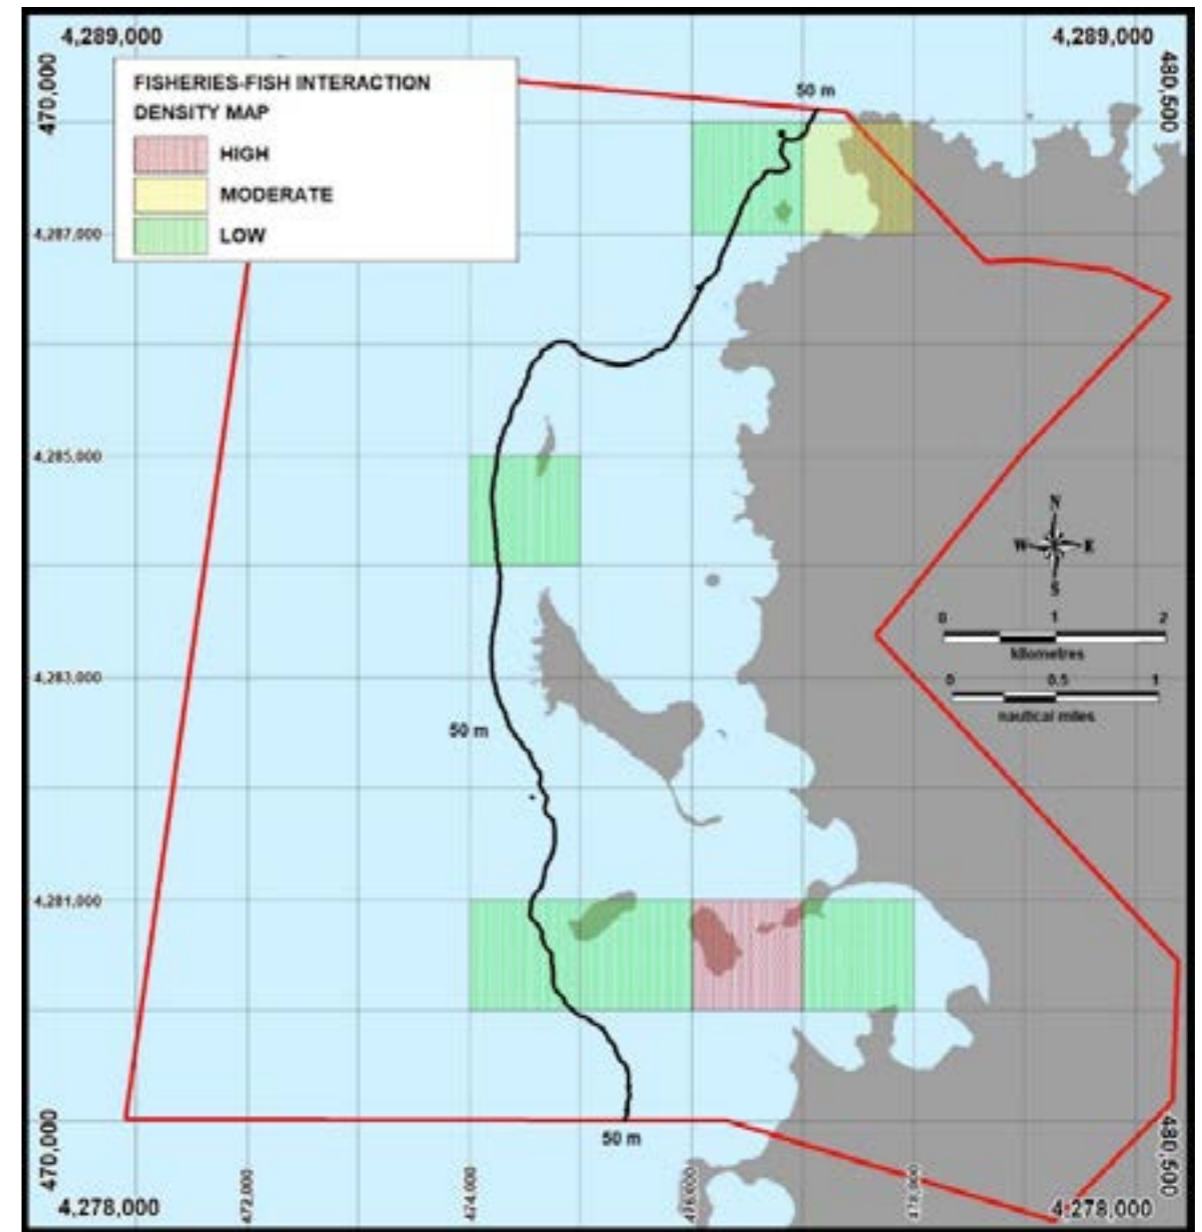 4,289,000
4,289,000
470,000
480,500
FISHERIES-FISH INTERACTION
DENSITY MAP
HIGH
MODERATE
LOW
50 m
4,287,000
4,285,000
N
W E
S
0 1 2
kilometres
0 0.5 1
nautical miles
4,283,000
50 m
4,281,000
50 m
470,000
472,000
474,000
476,000
478,000
480,500
4,278,000
4,278,000